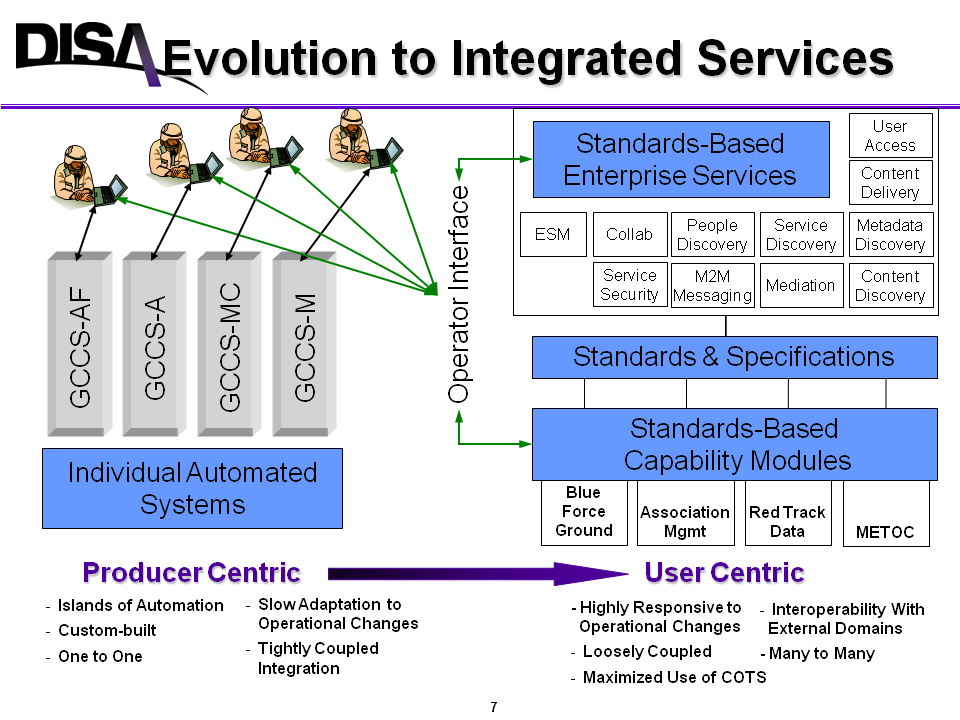 DISA
Evolution to Integrated Services
GCCS-AF
GCCS-A
GCCS-MC
GCCS-M
Individual Automated
Systems
Operator Interface
Standards-Based
Enterprise Services
User
Access
Content
Delivery
ESM
Collab
People
Discovery
Service
Discovery
Metadata
Discovery
Service
Security
M2M
Messaging
Mediation
Content
Discovery
Standards & Specifications
Standards-Based
Capability Modules
Blue
Force
Ground
Association
Mgmt
Red Track
Data
METOC
Producer Centric
- Islands of Automation
- Custom-built
- One to One
- Slow Adaptation to
Operational Changes
- Tightly Coupled
Integration
User Centric
- Highly Responsive to
Operational Changes
- Loosely Coupled
- Maximized Use of COTS
- Interoperability With
External Domains
- Many to Many
7